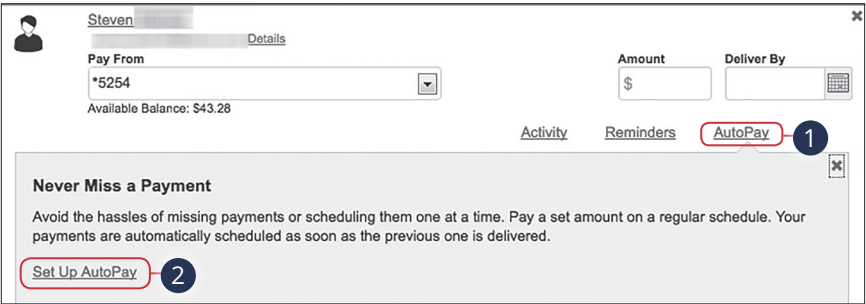 Steven
Details
Pay From
Amount
Deliver By
*5254
$
Available Balance: $43.28
Activity
Reminders
AutoPay
1
Never Miss a Payment
Avoid the hassles of missing payments or scheduling them one at a time. Pay a set amount on a regular schedule. Your
payments are automatically scheduled as soon as the previous one is delivered.
Set Up AutoPay
2